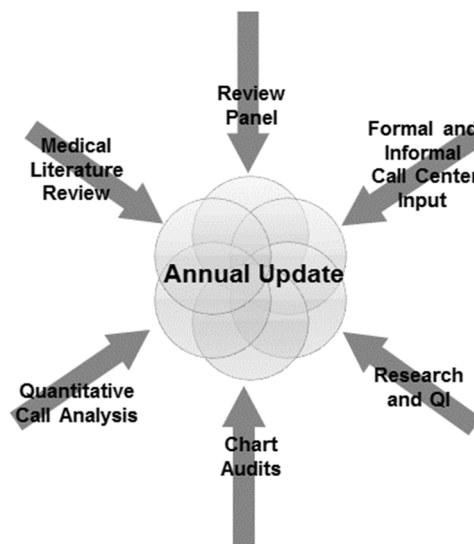 Review
Panel
Formal and
Informal
Call Center
Input
Medical
Literature
Review
Annual Update
Research
and QI
Quantitative
Call Analysis
Chart
Audits